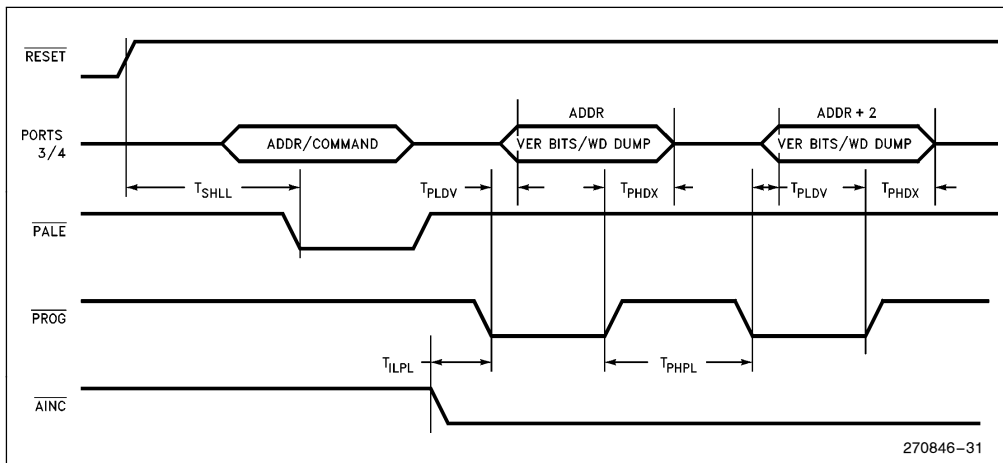 RESET
ADDR
ADDR + 2
PORTS
3/4
ADDR/COMMAND
VER BITS/WD DUMP
VER BITS/WD DUMP
TSHLL
TPLDV
TPHDX
TPLDV
TPHDX
PALE
PROG
TILPL
TPHPL
AINC
270846-31